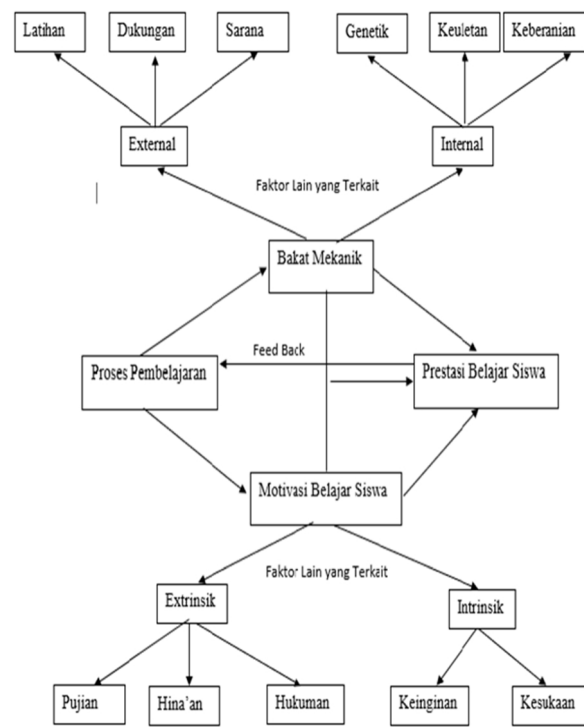 Latihan
Dukungan
Sarana
Genetik
Keuletan
Keberanian
External
Internal
Faktor Lain yang Terkait
Bakat Mekanik
Feed Back
Proses Pembelajaran
Prestasi Belajar Siswa
Motivasi Belajar Siswa
Faktor Lain yang Terkait
Extrinsik
Intrinsik
Pujian
Hina'an
Hukuman
Keinginan
Kesukaan